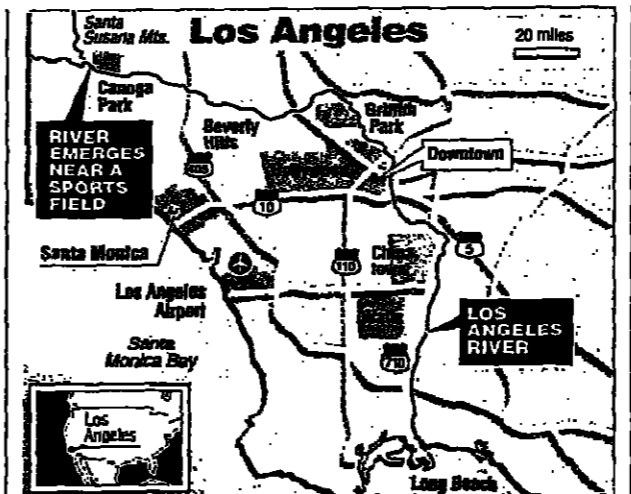 Santa
Susana Mts.
Los Angeles
20 miles
Canoga
Park
RIVER
EMERGES
NEAR A
SPORTS
FIELD
Beverly
Hills
Griffith
Park
Downtown
405
10
Santa Monica
110
5
Los Angeles
Airport
LOS
ANGELES
RIVER
Santa
Monica Bay
710
Los
Angeles
Long Beach